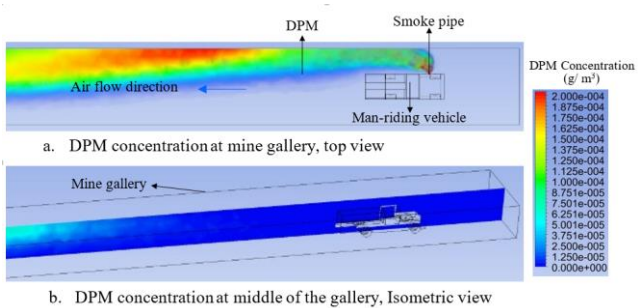 DPM
Smoke pipe
Air flow direction
Man-riding vehicle
a. DPM concentration at mine gallery, top view
Mine gallery
b. DPM concentration at middle of the gallery, Isometric view
DPM Concentration
(g/ m³)
2.000e-004
1.875e-004
1.750e-004
1.625e-004
1.500e-004
1.375e-004
1.250e-004
1.125e-004
1.000e-004
8.751e-005
7.501e-005
6.251e-005
5.001e-005
3.751e-005
2.500e-005
1.250e-005
0.000e+000